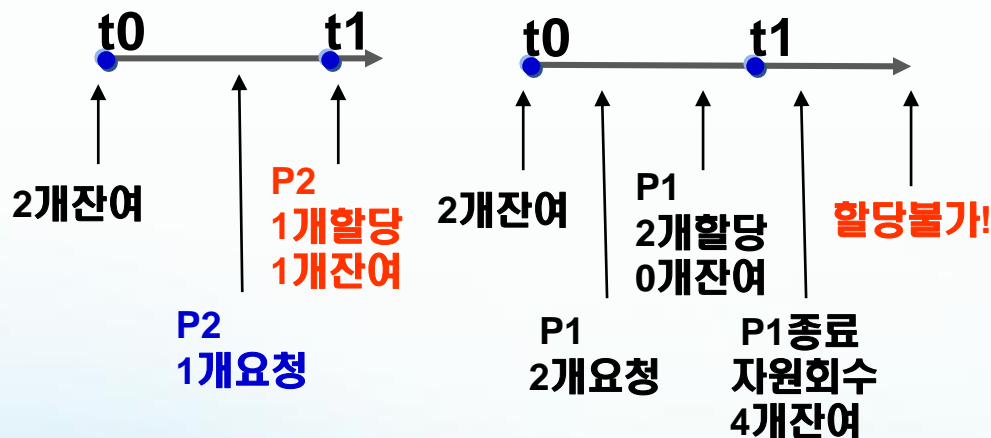 t0
t1
2개잔여
P2
1개할당
1개잔여
P2
1개요청
t0
t1
2개잔여
P1
2개할당
0개잔여
할당불가!
P1
2개요청
P1종료
자원회수
4개잔여